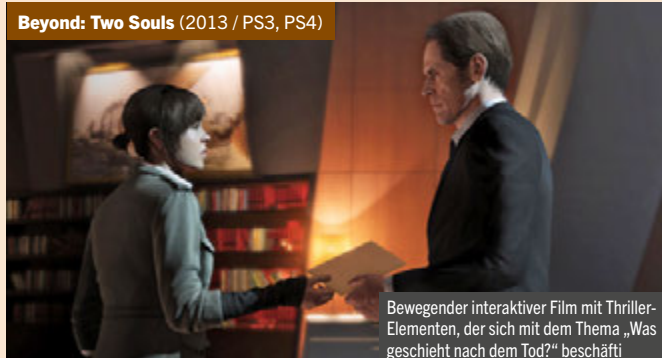 Beyond: Two Souls (2013 / PS3, PS4)
Bewegender interaktiver Film mit Thriller-
Elementen, der sich mit dem Thema „Was
geschieht nach dem Tod?“ beschäfti